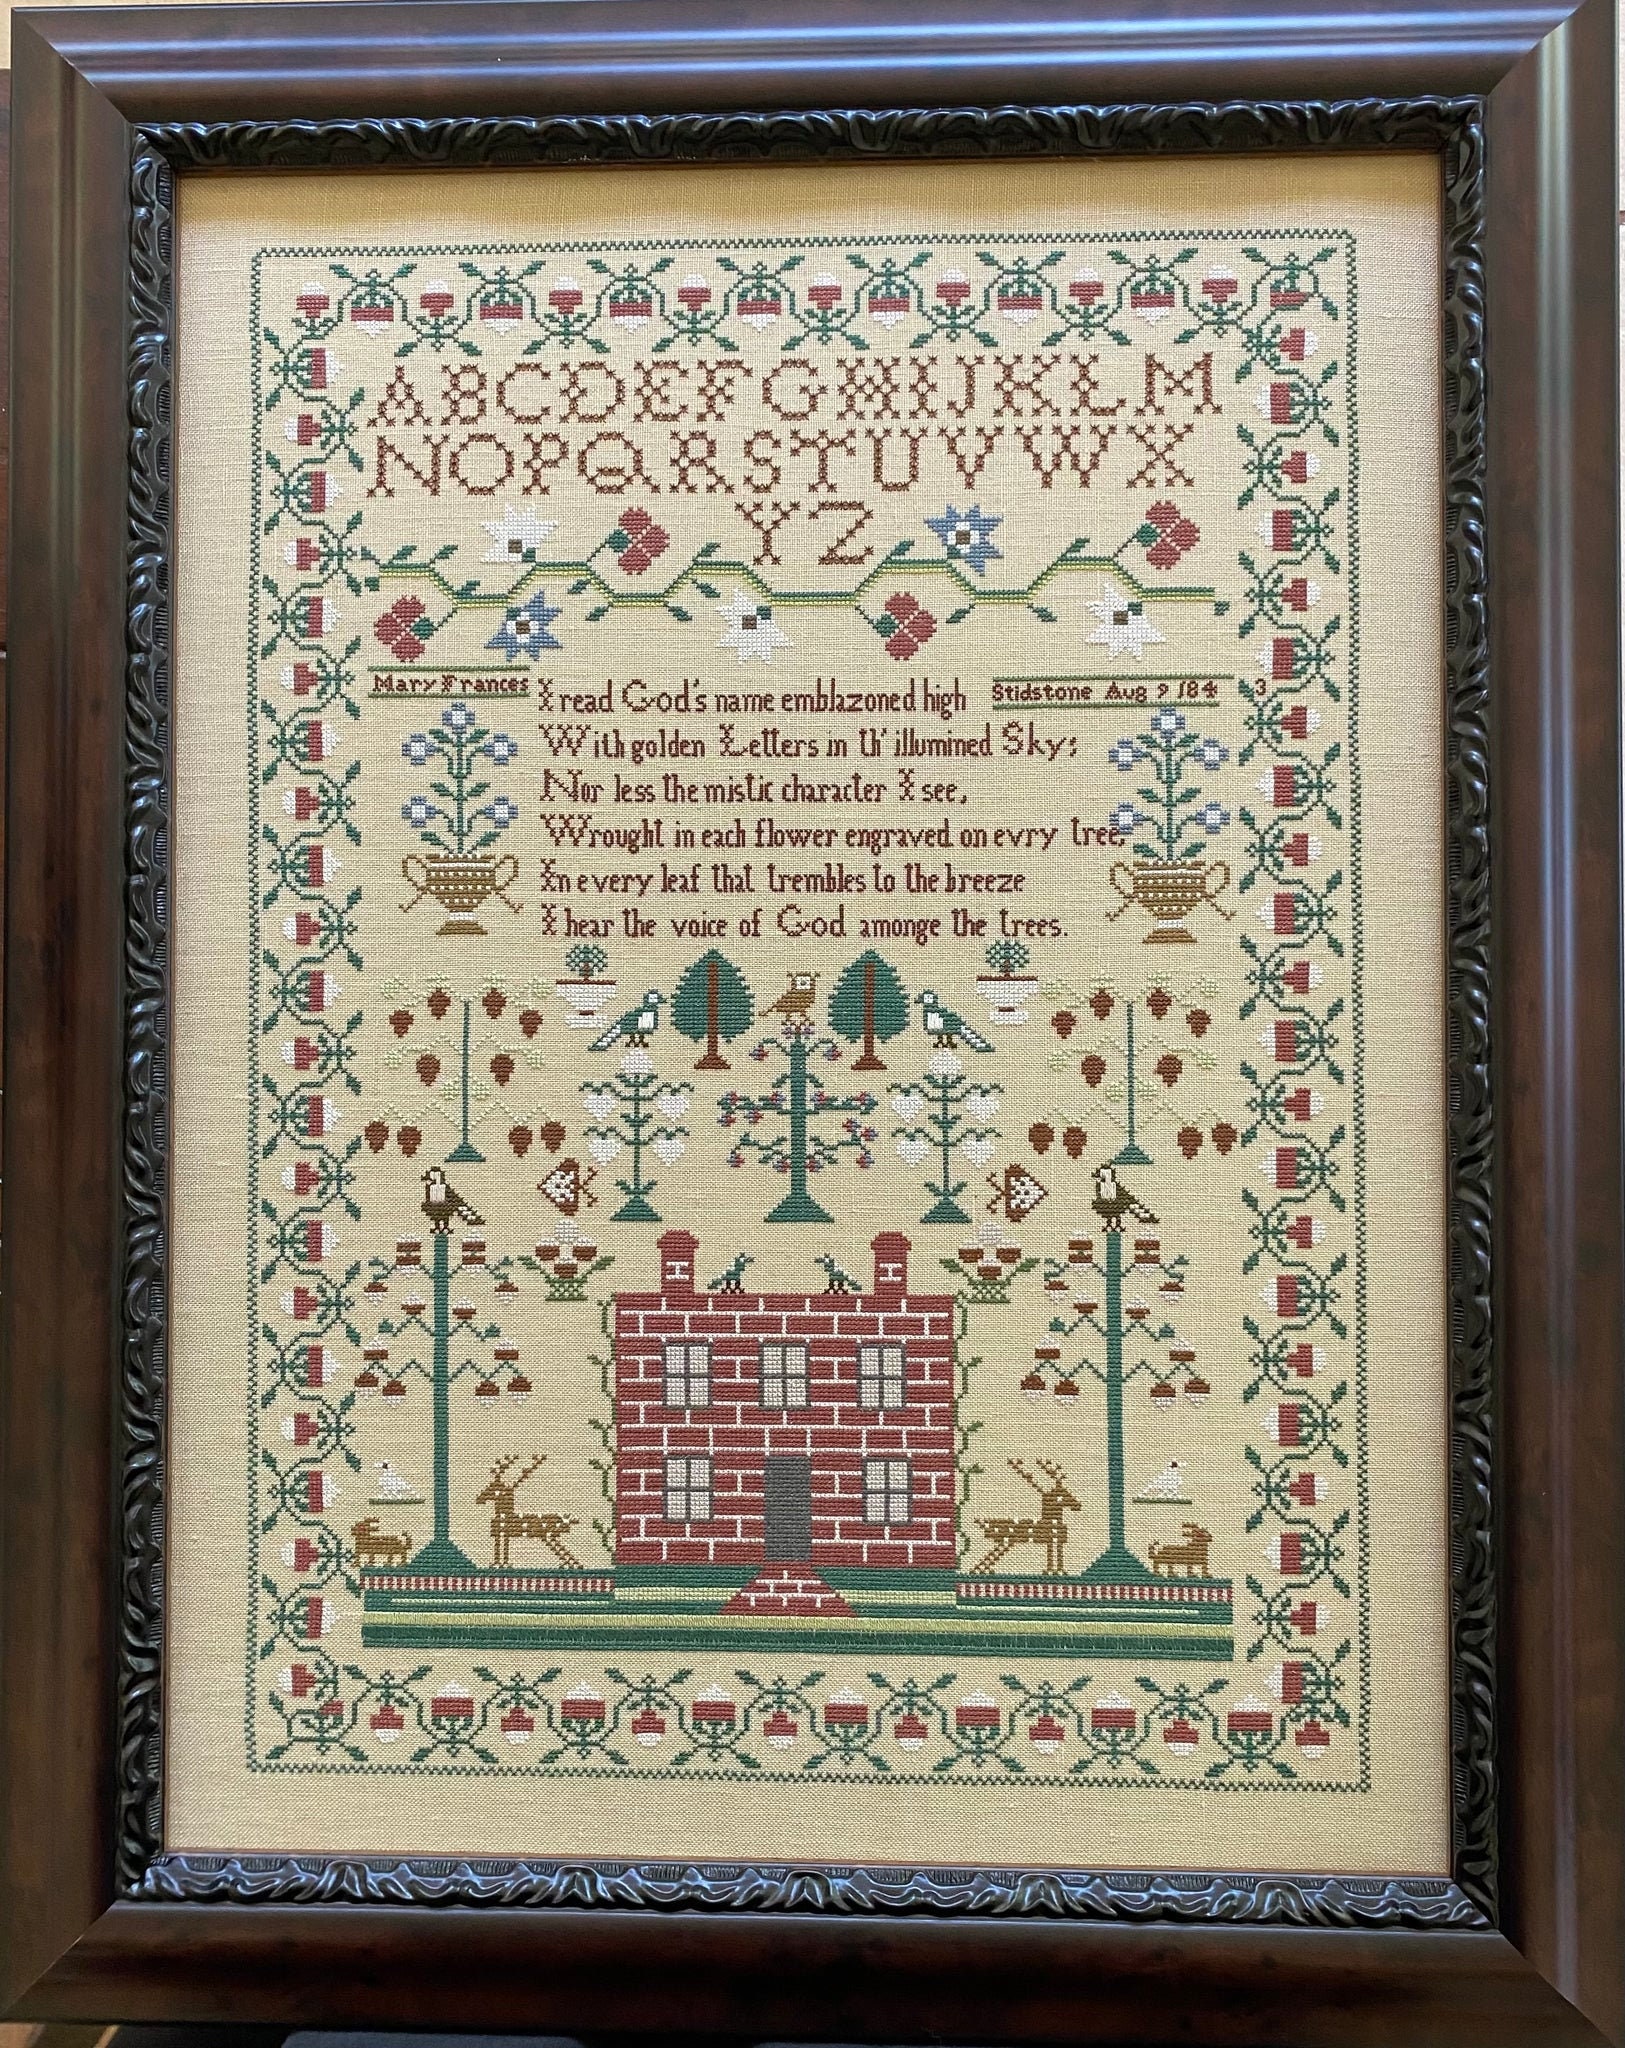 ABCDEFGHIJKLM
NOPQRSTUVWX
YZ
Mary Frances
Stidstone Aug 9 184 3
I read God's name emblazoned high
With golden Letters in th' illumined Sky;
Nor less the mistic character I see,
Wrought in each flower engraved on evry tree,
In every leaf that trembles to the breeze
I hear the voice of God amonge the trees.